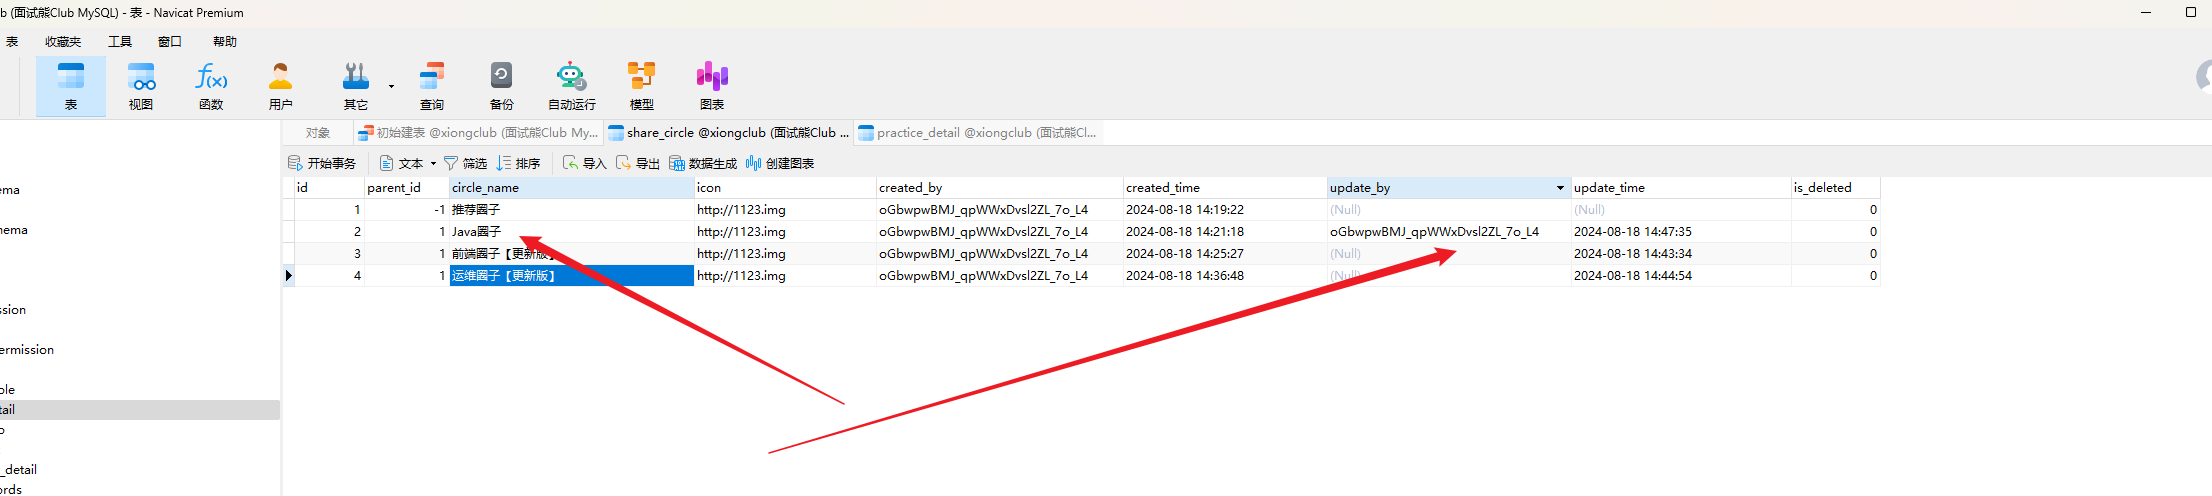 b (面试熊Club MySQL) - 表 - Navicat Premium
表 收藏夹 工具 窗口 帮助
表 视图 函数 用户 其它 查询 备份 自动运行 模型 图表
对象 初始建表 @xiongclub (面试熊Club My... share_circle @xiongclub (面试熊Club ... practice_detail @xiongclub (面试熊Cl...
开始事务 文本 筛选 排序 导入 导出 数据生成 创建图表
id parent_id circle_name icon created_by created_time update_by update_time is_deleted
1 -1 推荐圈子 http://1123.img oGbwpwBMJ_qpWWxDvsl2ZL_7o_L4 2024-08-18 14:19:22 (Null) (Null) 0
2 1 Java圈子 http://1123.img oGbwpwBMJ_qpWWxDvsl2ZL_7o_L4 2024-08-18 14:21:18 oGbwpwBMJ_qpWWxDvsl2ZL_7o_L4 2024-08-18 14:47:35 0
3 1 前端圈子【更新版】 http://1123.img oGbwpwBMJ_qpWWxDvsl2ZL_7o_L4 2024-08-18 14:25:27 (Null) 2024-08-18 14:43:34 0
4 1 运维圈子【更新版】 http://1123.img oGbwpwBMJ_qpWWxDvsl2ZL_7o_L4 2024-08-18 14:36:48 (Null) 2024-08-18 14:44:54 0
ema
nema
ssion
ermission
ole
tail
o
_detail
ords